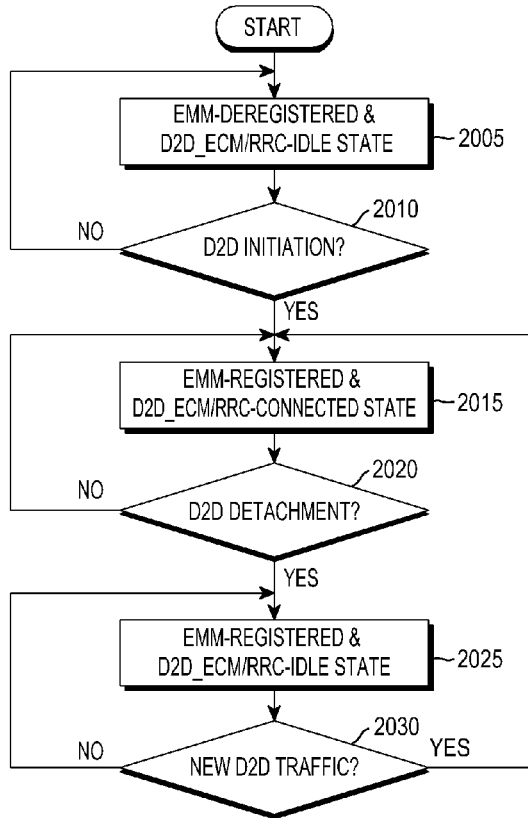 START
EMM-DEREGISTERED &
D2D_ECM/RRC-IDLE STATE
2005
2010
D2D INITIATION?
NO
YES
EMM-REGISTERED &
D2D_ECM/RRC-CONNECTED STATE
2015
2020
D2D DETACHMENT?
NO
YES
EMM-REGISTERED &
D2D_ECM/RRC-IDLE STATE
2025
2030
NEW D2D TRAFFIC?
NO
YES